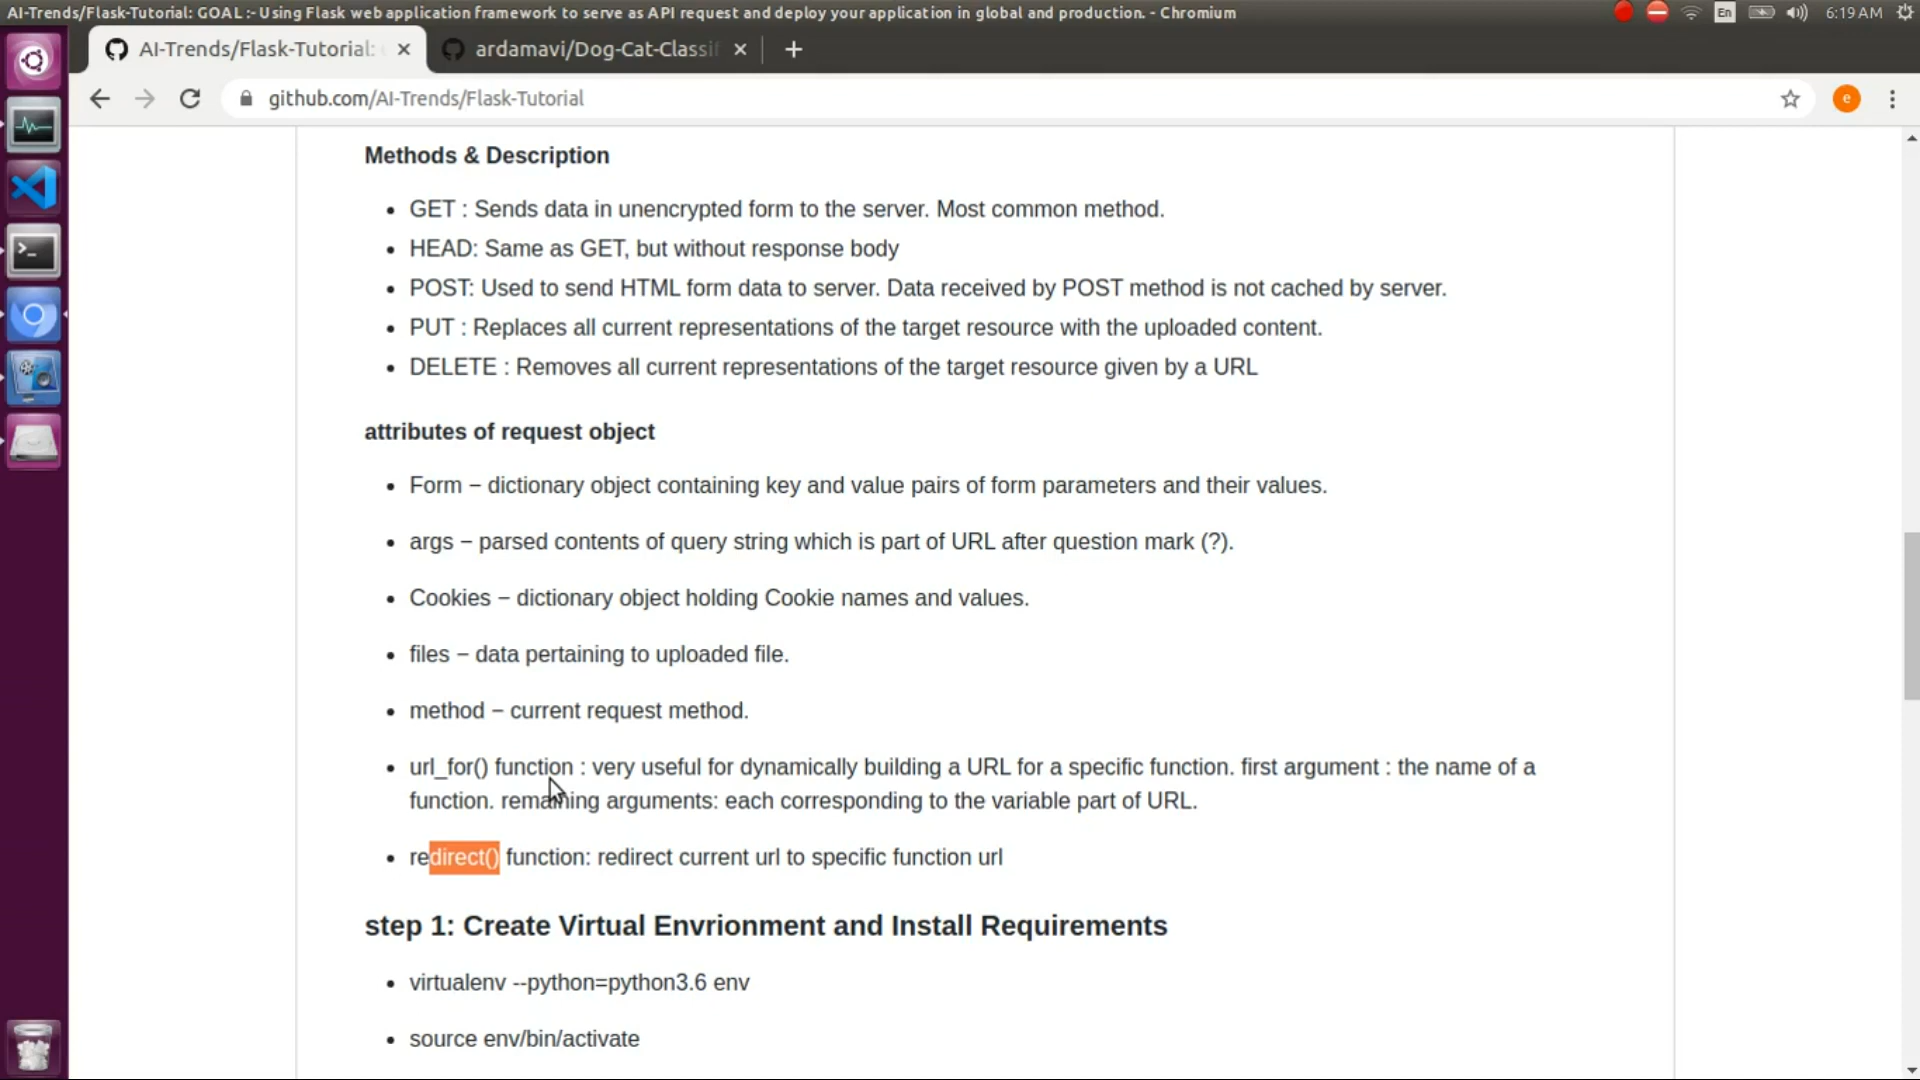 AI-Trends/Flask-Tutorial: GOAL :- Using Flask web application framework to serve as API request and deploy your application in global and production. - Chromium
En
6:19 AM
AI-Trends/Flask-Tutorial:
ardamavi/Dog-Cat-Classif
github.com/AI-Trends/Flask-Tutorial
e
Methods & Description
GET : Sends data in unencrypted form to the server. Most common method.
HEAD: Same as GET, but without response body
POST: Used to send HTML form data to server. Data received by POST method is not cached by server.
PUT : Replaces all current representations of the target resource with the uploaded content.
DELETE : Removes all current representations of the target resource given by a URL
attributes of request object
Form − dictionary object containing key and value pairs of form parameters and their values.
args − parsed contents of query string which is part of URL after question mark (?).
Cookies − dictionary object holding Cookie names and values.
files − data pertaining to uploaded file.
method − current request method.
url_for() function : very useful for dynamically building a URL for a specific function. first argument : the name of a
function. remaining arguments: each corresponding to the variable part of URL.
redirect() function: redirect current url to specific function url
step 1: Create Virtual Envrionment and Install Requirements
virtualenv --python=python3.6 env
source env/bin/activate